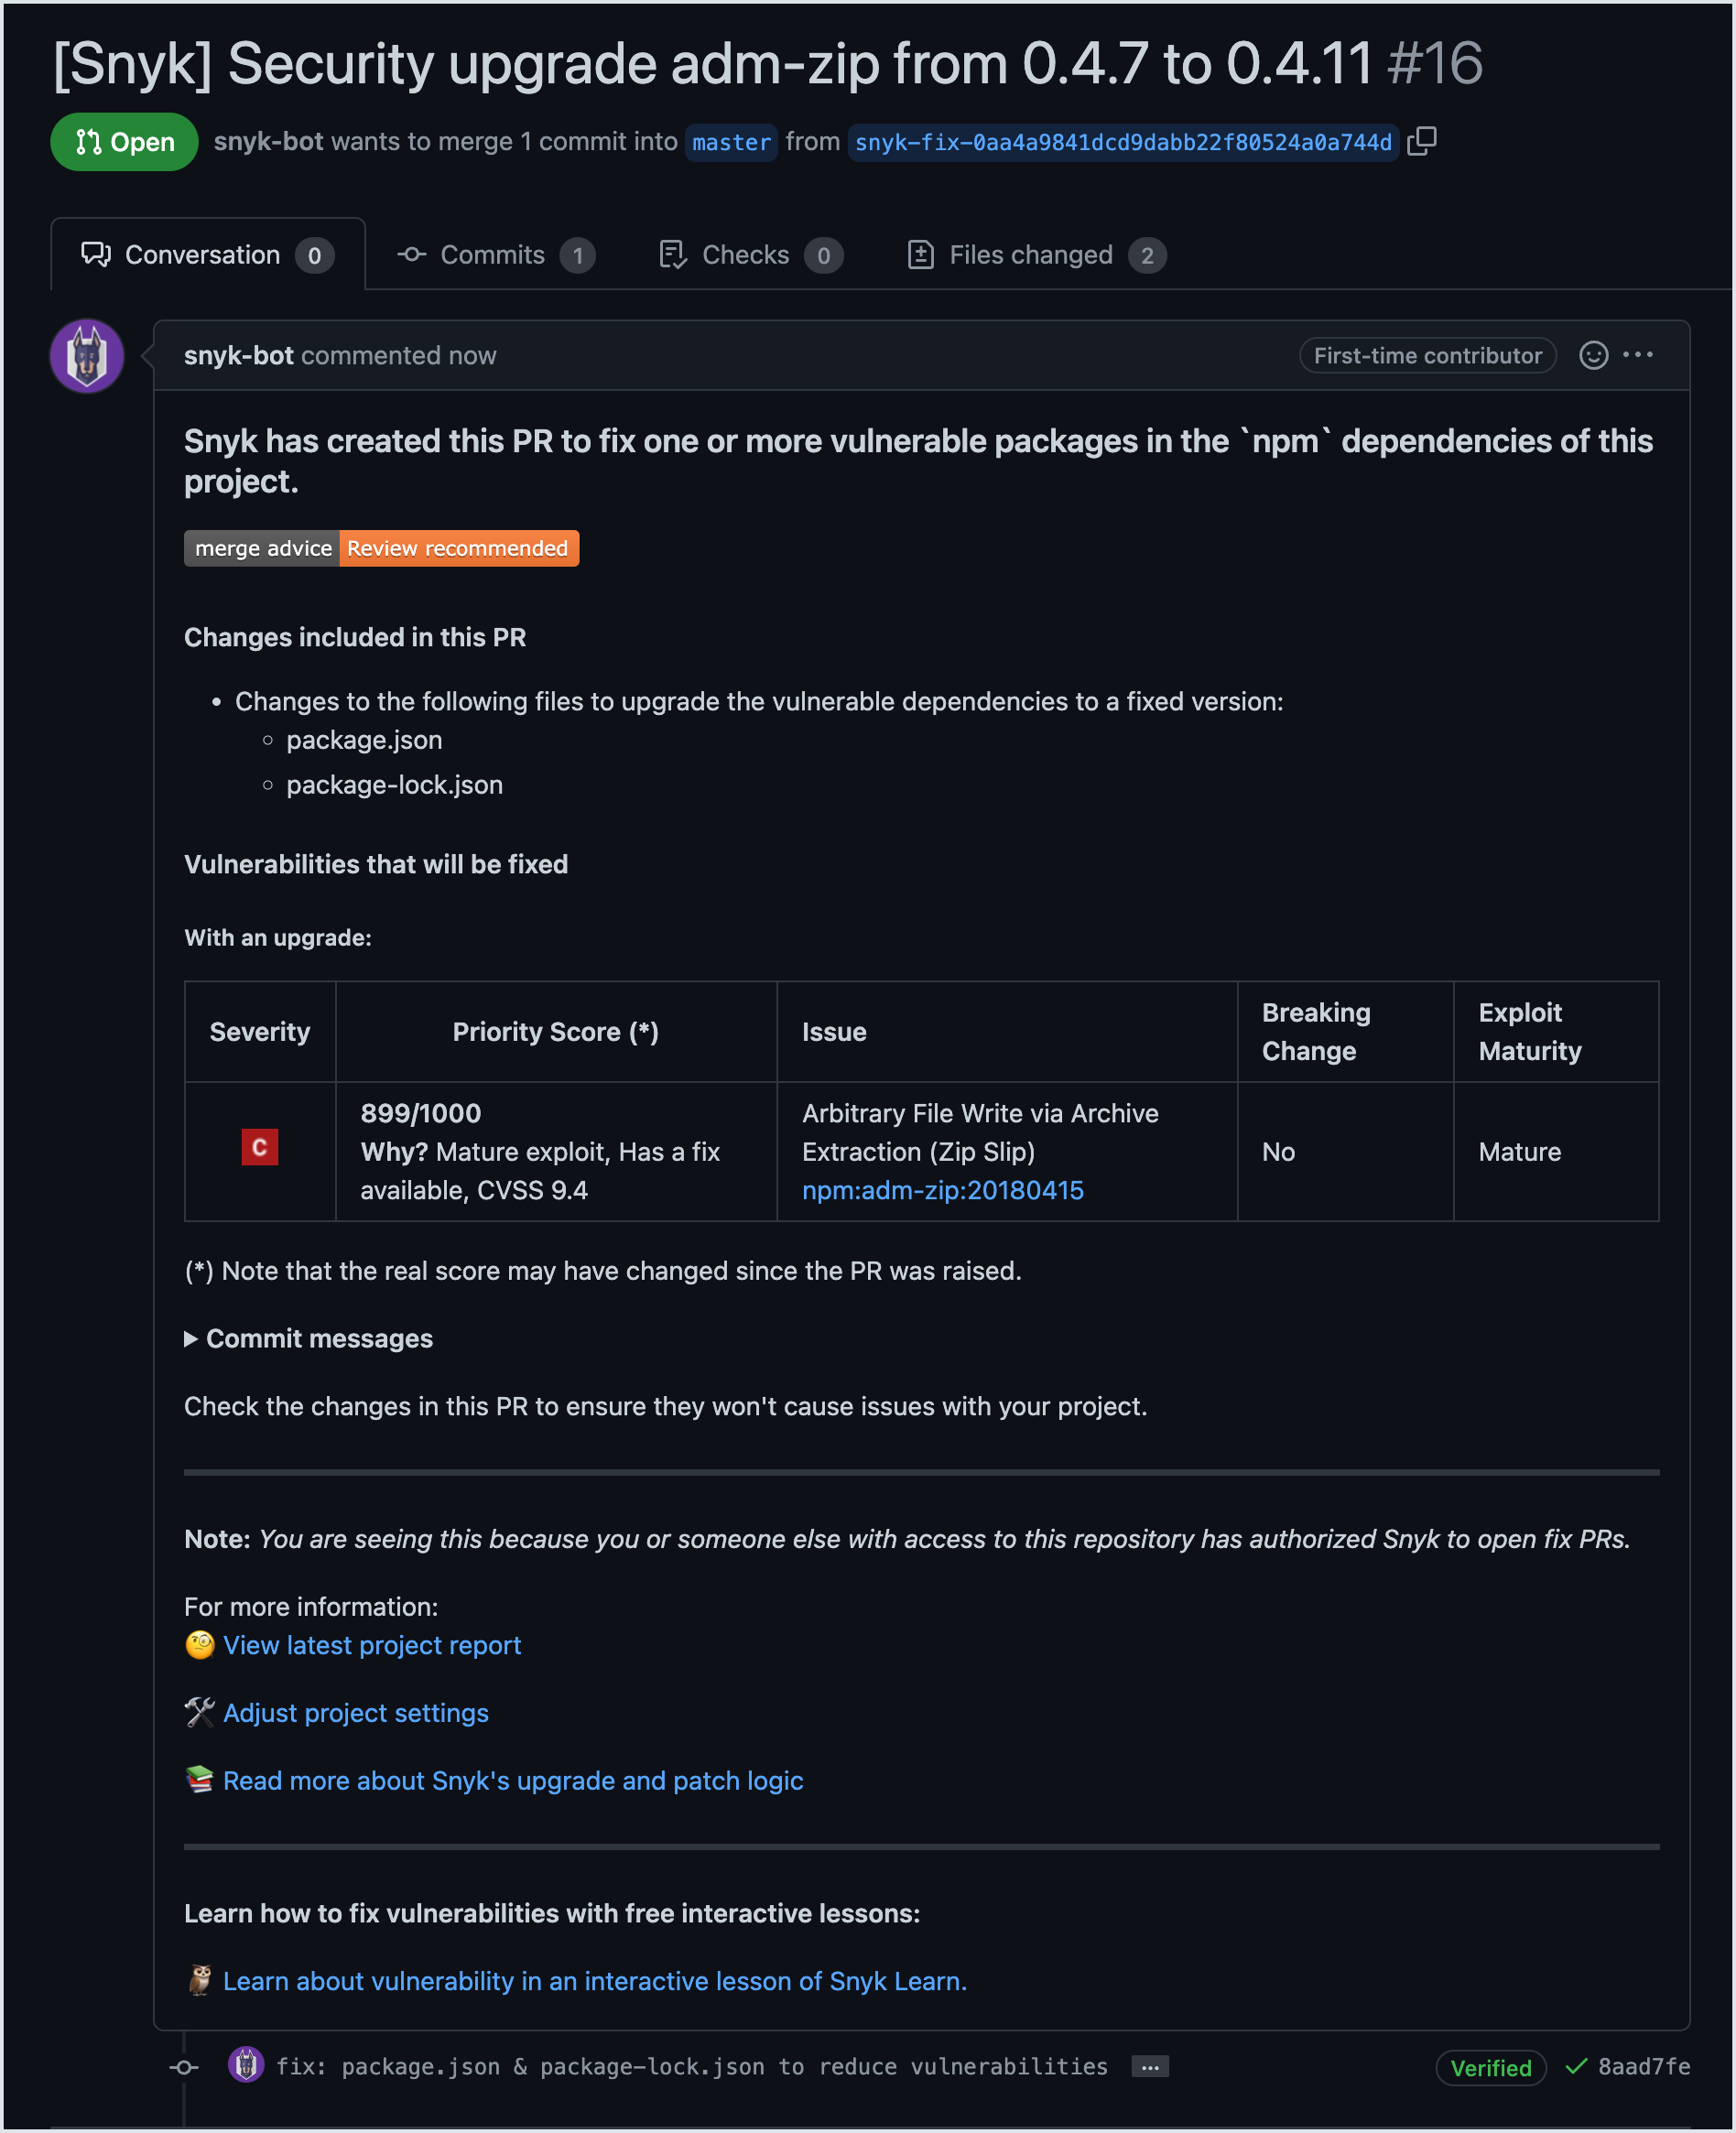 [Snyk] Security upgrade adm-zip from 0.4.7 to 0.4.11 #16
Open snyk-bot wants to merge 1 commit into master from snyk-fix-0aa4a9841dcd9dabb22f80524a0a744d
Conversation 0 Commits 1 Checks 0 Files changed 2
snyk-bot commented now First-time contributor
Snyk has created this PR to fix one or more vulnerable packages in the `npm` dependencies of this
project.
merge advice Review recommended
Changes included in this PR
• Changes to the following files to upgrade the vulnerable dependencies to a fixed version:
◦ package.json
◦ package-lock.json
Vulnerabilities that will be fixed
With an upgrade:
Severity Priority Score (*) Issue Breaking Change Exploit Maturity
C
899/1000
Why? Mature exploit, Has a fix
available, CVSS 9.4
Arbitrary File Write via Archive
Extraction (Zip Slip)
npm:adm-zip:20180415
No
Mature
(*) Note that the real score may have changed since the PR was raised.
Commit messages
Check the changes in this PR to ensure they won't cause issues with your project.
Note: You are seeing this because you or someone else with access to this repository has authorized Snyk to open fix PRs.
For more information:
🧐 View latest project report
🛠 Adjust project settings
📚 Read more about Snyk's upgrade and patch logic
Learn how to fix vulnerabilities with free interactive lessons:
🦉 Learn about vulnerability in an interactive lesson of Snyk Learn.
fix: package.json & package-lock.json to reduce vulnerabilities … Verified ✓ 8aad7fe